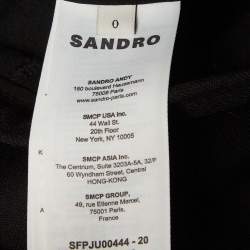 0
SANDRO
SANDRO ANDY
150 boulevard Haussmann
75008 Paris
www.sandro-paris.com
SMCP USA Inc.
44 Wall St.
20th Floor
New York, NY 10005
K
SMCP ASIA Inc.
The Centrum, Suite 3203A-5A, 32/F
60 Wyndham Street, Central
HONG-KONG
SMCP GROUP,
49, rue Etienne Marcel,
A
75001 Paris
France
SFPJU00444 - 20